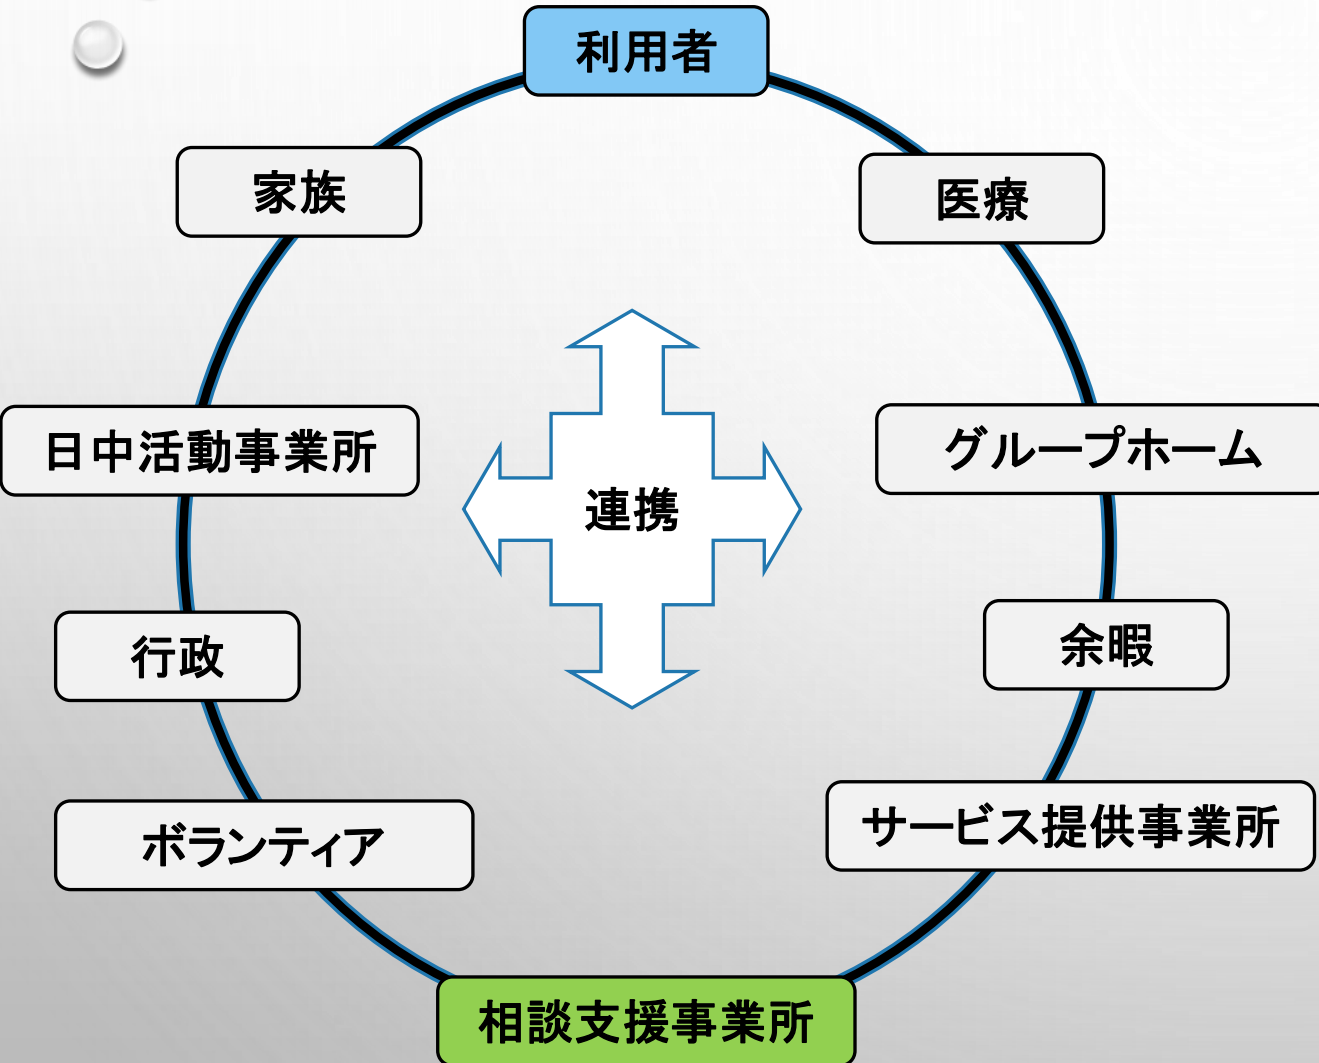 利用者
家族
医療
日中活動事業所
グループホーム
連携
行政
余暇
ボランティア
サービス提供事業所
相談支援事業所